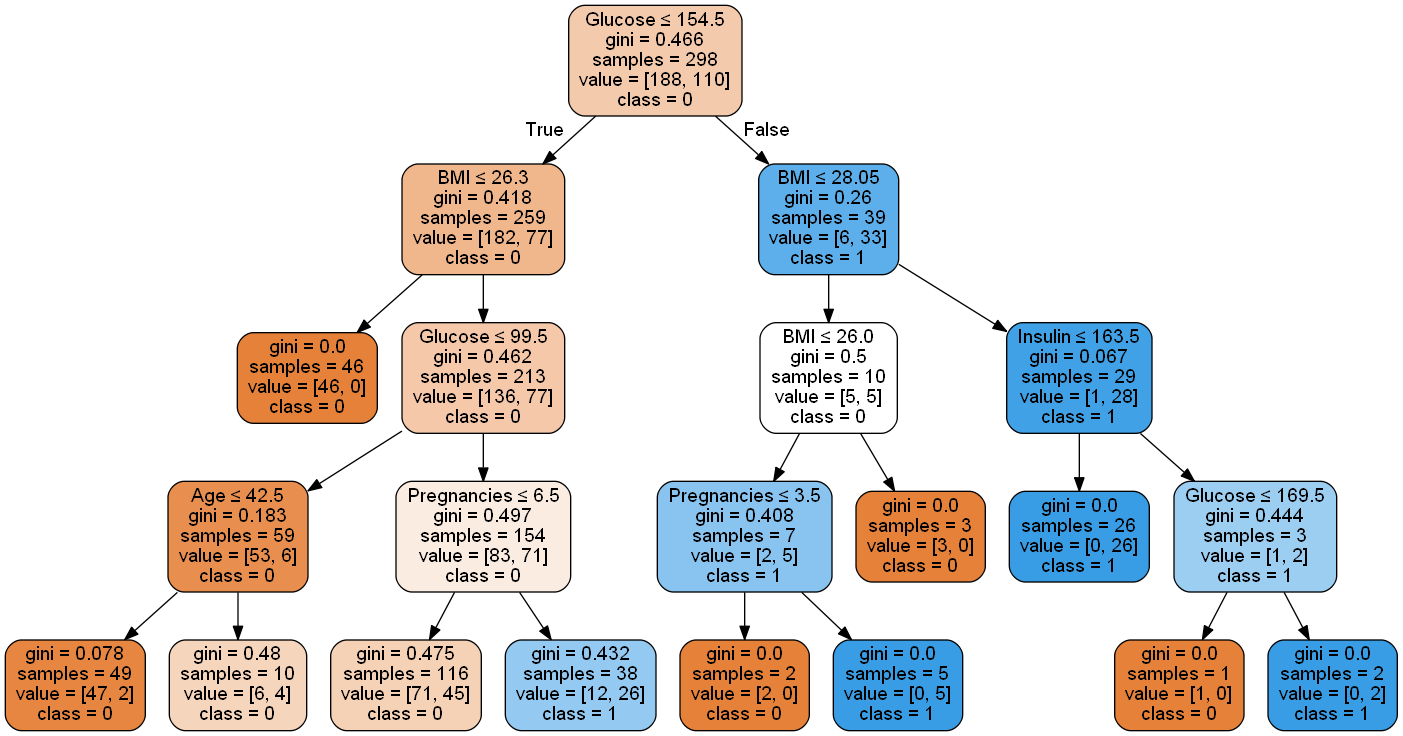 Glucose ≤ 154.5
gini = 0.466
samples = 298
value = [188, 110]
class = 0
True
False
BMI ≤ 26.3
gini = 0.418
samples = 259
value = [182, 77]
class = 0
BMI ≤ 28.05
gini = 0.26
samples = 39
value = [6, 33]
class = 1
gini = 0.0
samples = 46
value = [46, 0]
class = 0
Glucose ≤ 99.5
gini = 0.462
samples = 213
value = [136, 77]
class = 0
BMI ≤ 26.0
gini = 0.5
samples = 10
value = [5, 5]
class = 0
Insulin ≤ 163.5
gini = 0.067
samples = 29
value = [1, 28]
class = 1
Age ≤ 42.5
gini = 0.183
samples = 59
value = [53, 6]
class = 0
Pregnancies ≤ 6.5
gini = 0.497
samples = 154
value = [83, 71]
class = 0
Pregnancies ≤ 3.5
gini = 0.408
samples = 7
value = [2, 5]
class = 1
gini = 0.0
samples = 3
value = [3, 0]
class = 0
gini = 0.0
samples = 26
value = [0, 26]
class = 1
Glucose ≤ 169.5
gini = 0.444
samples = 3
value = [1, 2]
class = 1
gini = 0.078
samples = 49
value = [47, 2]
class = 0
gini = 0.48
samples = 10
value = [6, 4]
class = 0
gini = 0.475
samples = 116
value = [71, 45]
class = 0
gini = 0.432
samples = 38
value = [12, 26]
class = 1
gini = 0.0
samples = 2
value = [2, 0]
class = 0
gini = 0.0
samples = 5
value = [0, 5]
class = 1
gini = 0.0
samples = 1
value = [1, 0]
class = 0
gini = 0.0
samples = 2
value = [0, 2]
class = 1